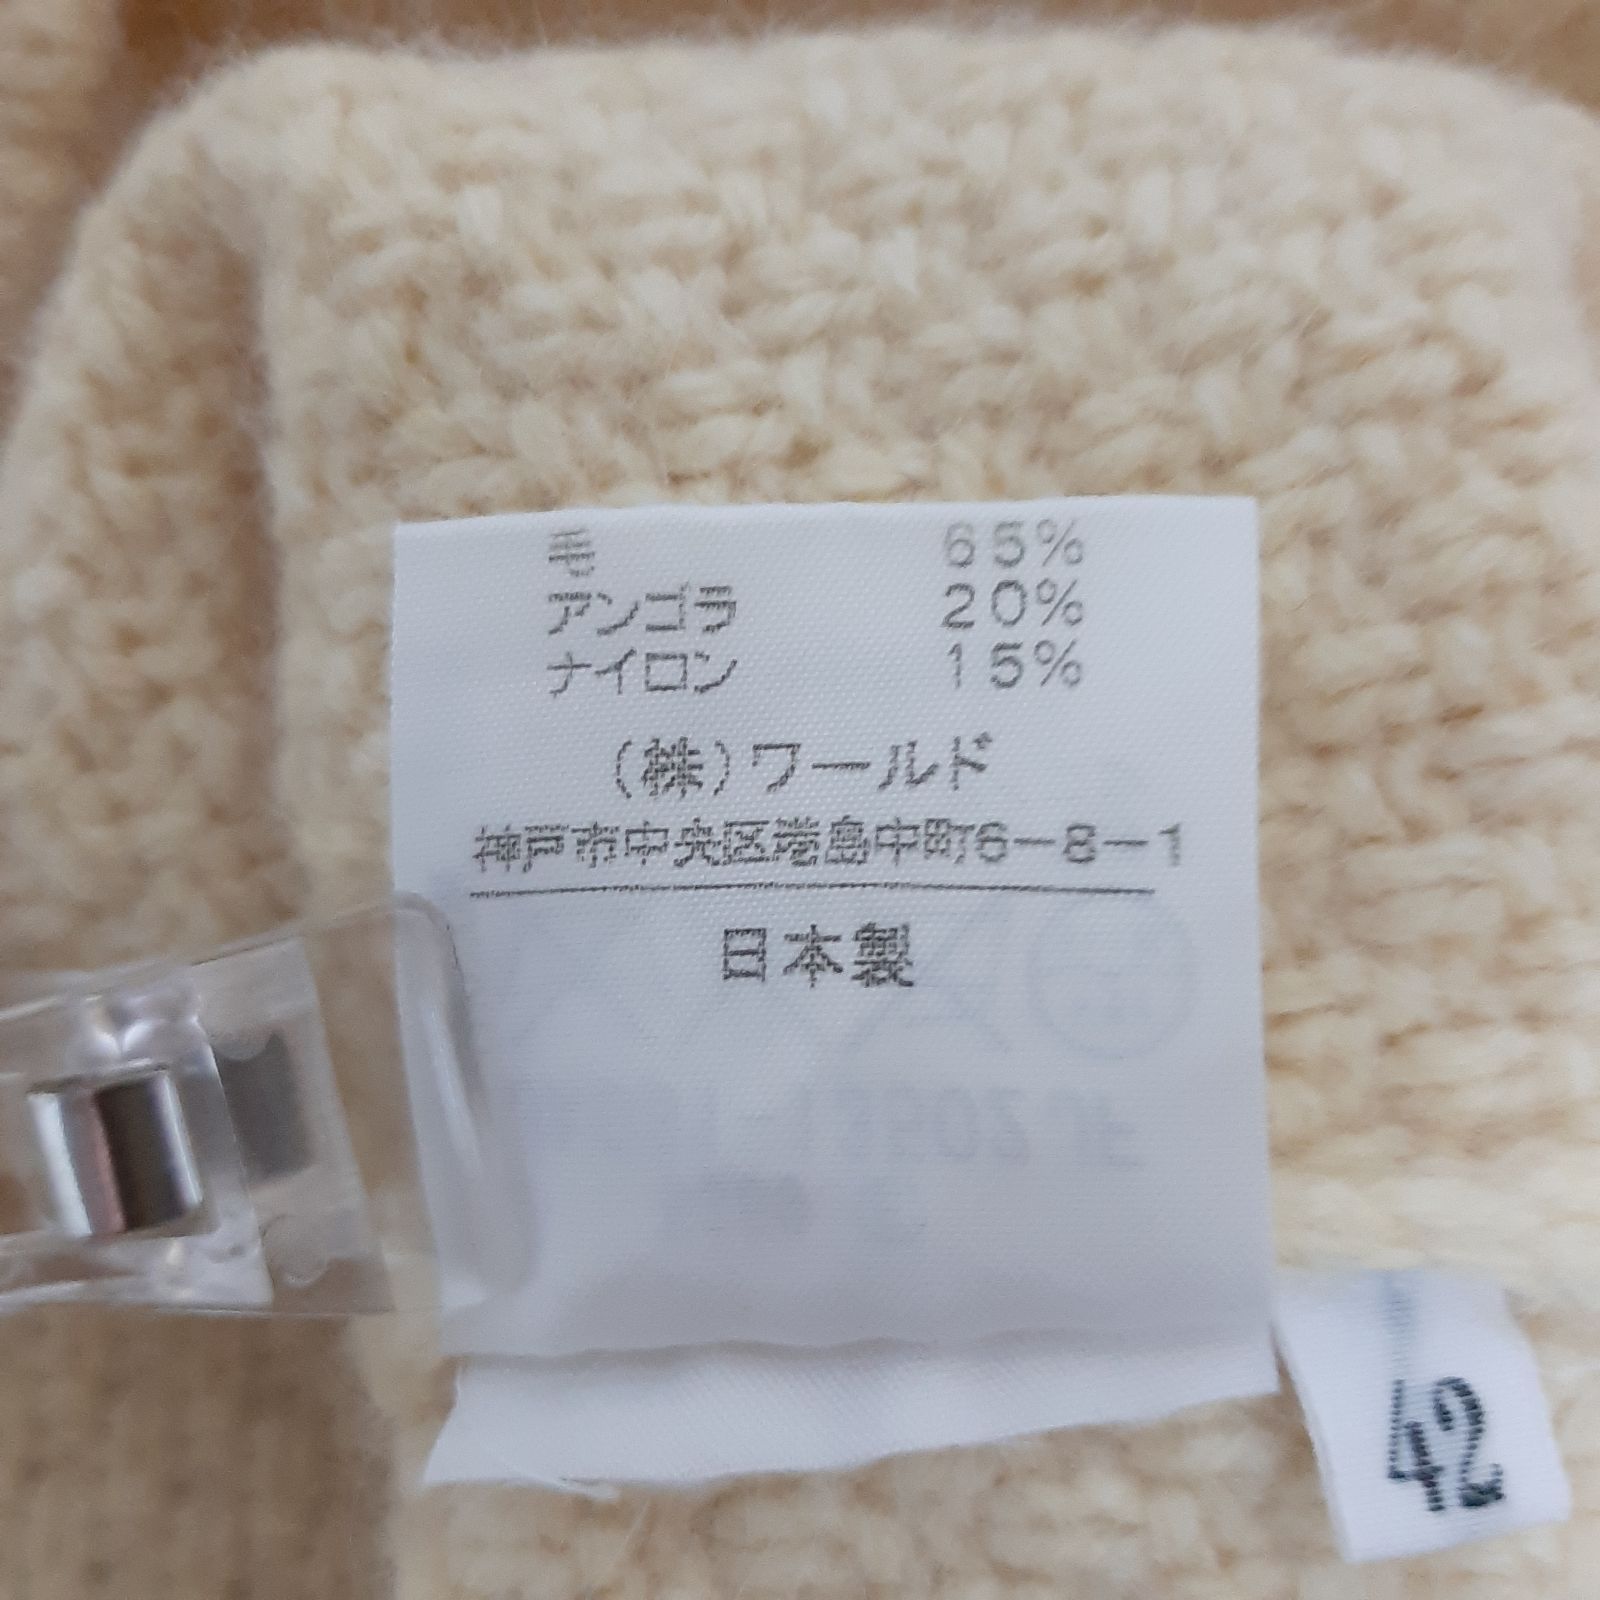 毛 65%
アンゴラ 20%
ナイロン 15%
(株)ワールド
神戸市中央区港島中町6-8-1
日本製
42